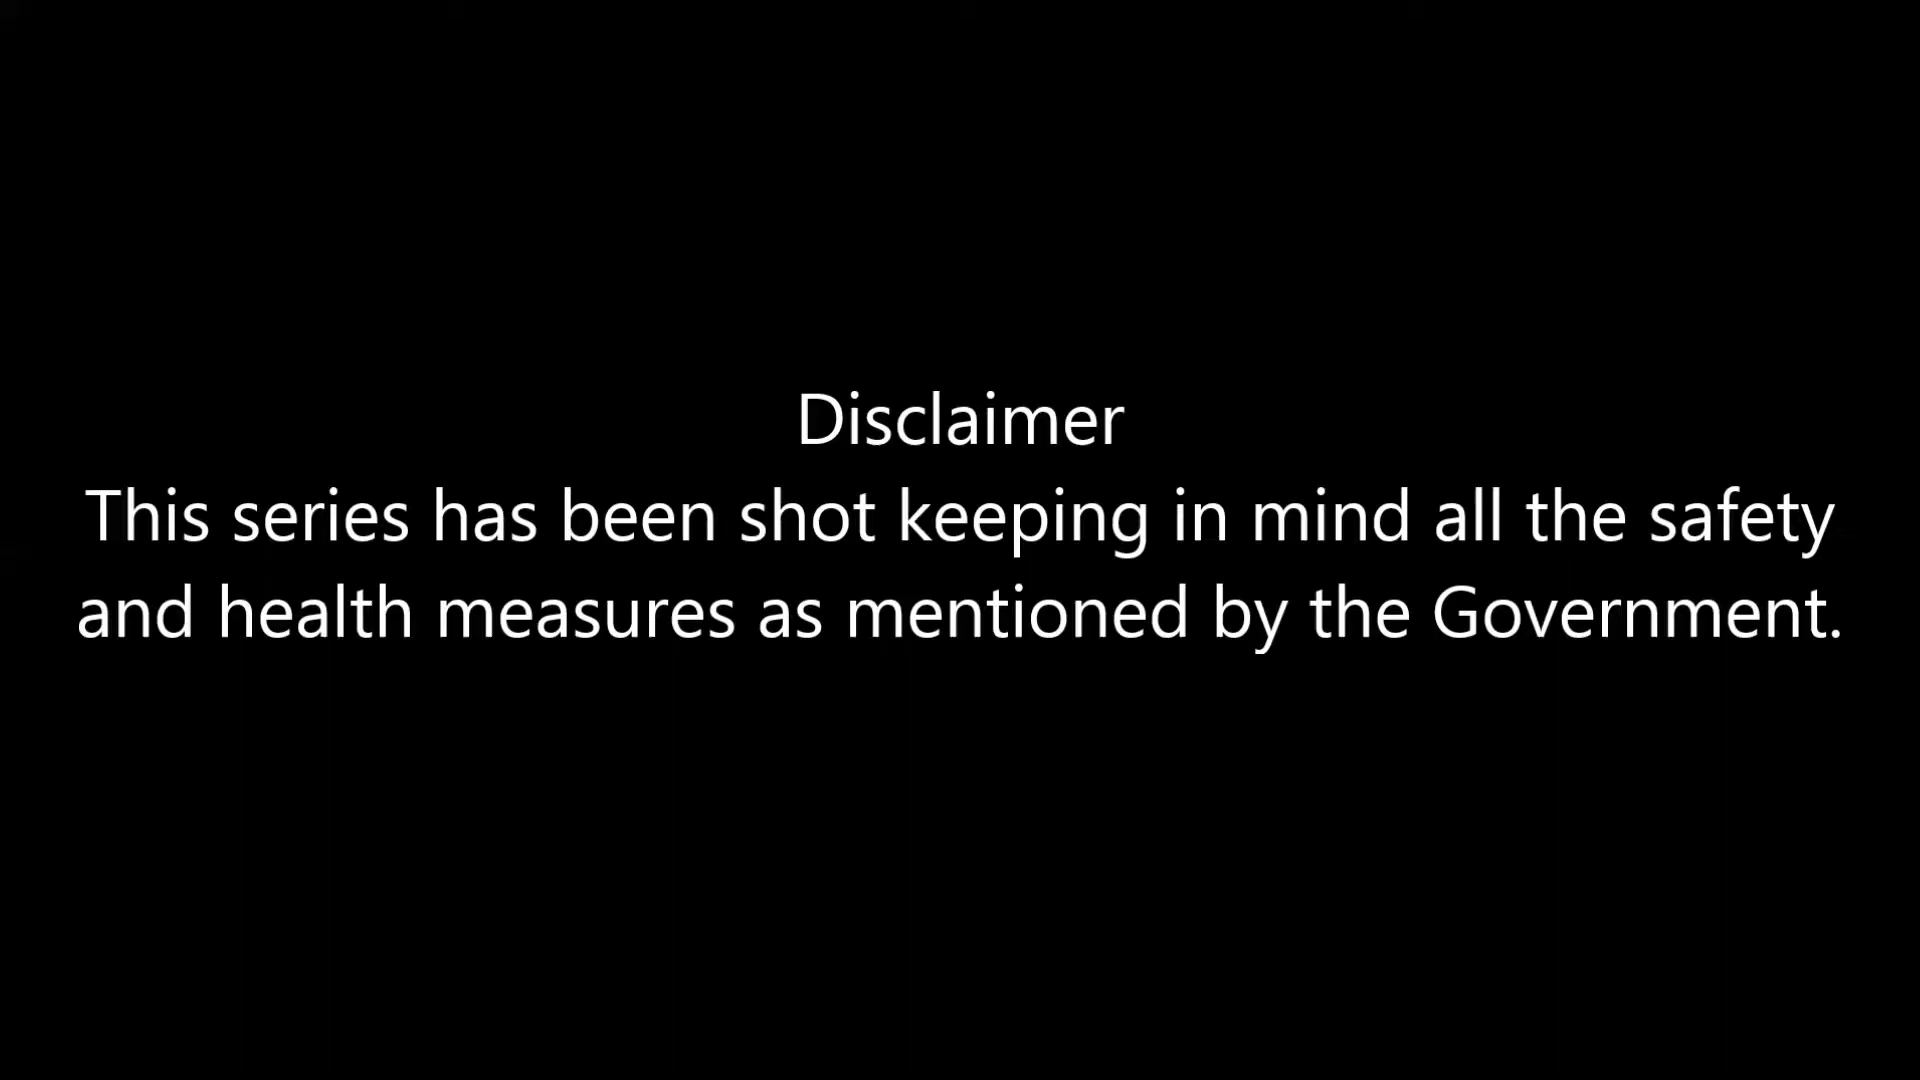 Disclaimer
This series has been shot keeping in mind all the safety
and health measures as mentioned by the Government.